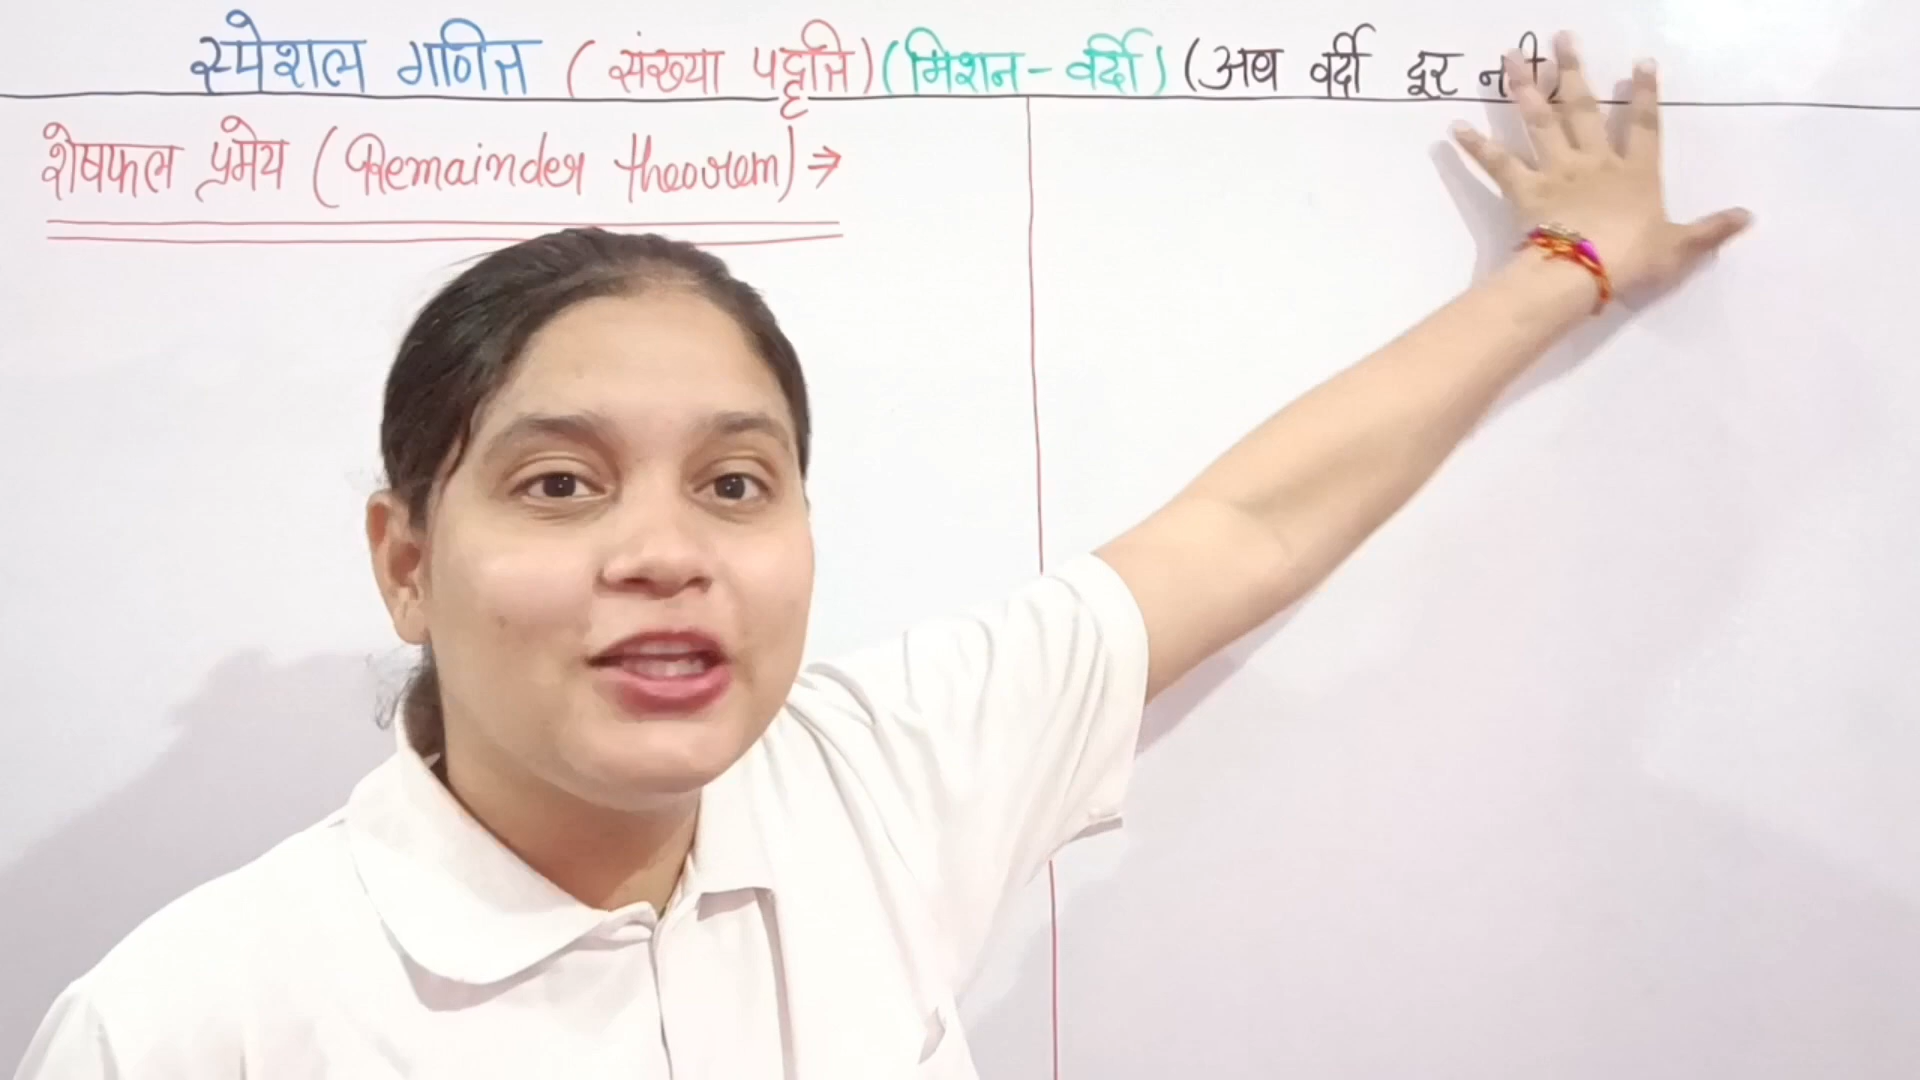 स्पेशल गणित ( संख्या पद्धति ) ( मिशन - वर्दी ) ( अब वर्दी दूर नहीं )
शेषफल प्रमेय ( Remainder theorem ) →